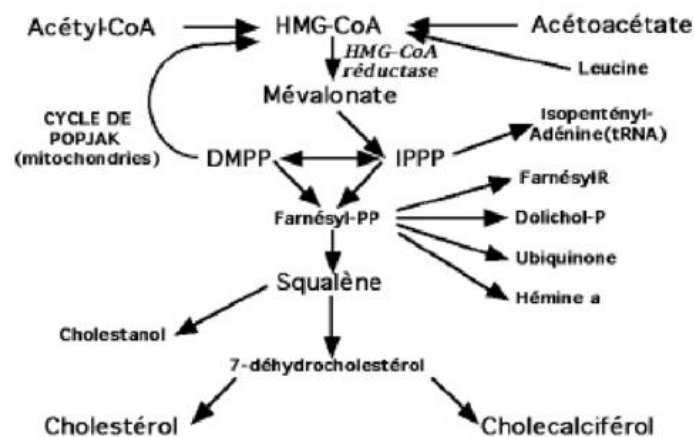 Acétyl-CoA
HMG-CoA
Acétoacétate
HMG-CoA
réductase
Leucine
Mévalonate
CYCLE DE
POPJAK
(mitochondries)
Isopentényl-
Adénine(tRNA)
DMPP
IPPP
FarnésylR
Farnésyl-PP
Dolichol-P
Ubiquinone
Squalène
Hémine a
Cholestanol
7-déhydrocholestérol
Cholestérol
Cholecalciférol